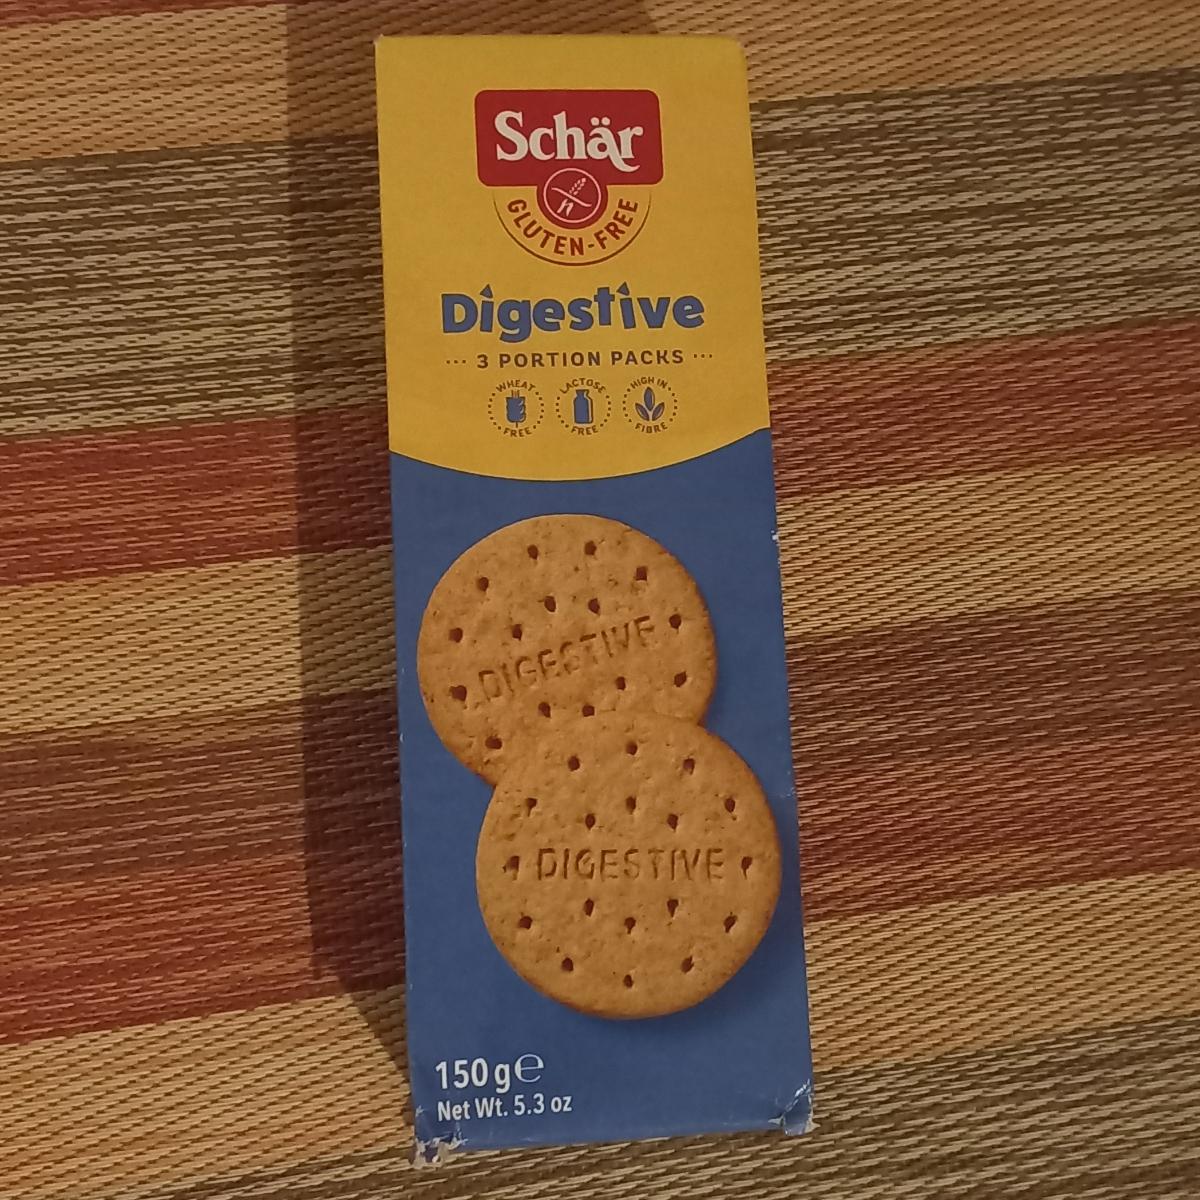 Schär
GLUTEN-FREE
Digestive
··· 3 PORTION PACKS ···
WHEAT FREE
LACTOSE FREE
HIGH IN FIBRE
DIGESTIVE
DIGESTIVE
150 g℮
Net Wt. 5.3 oz